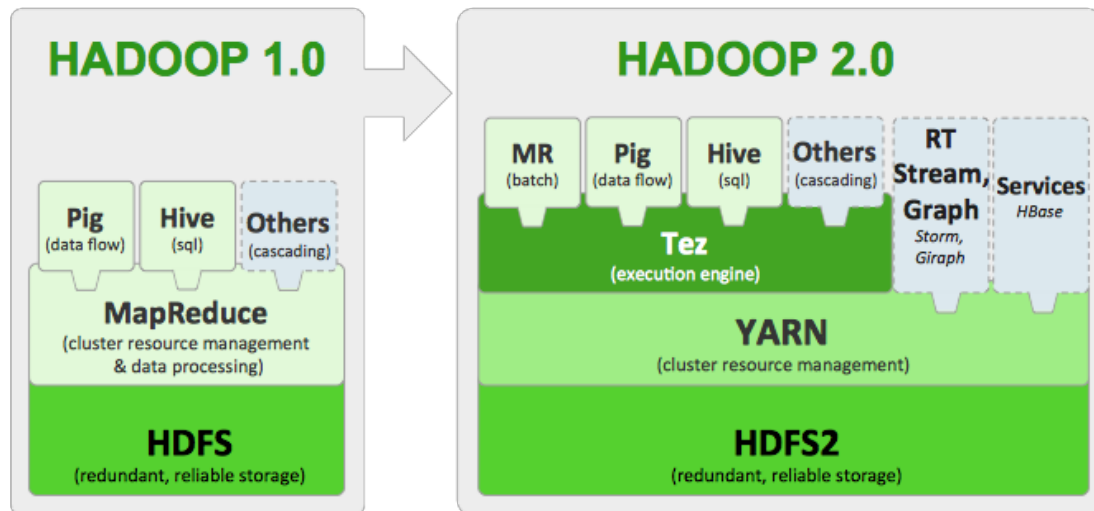 HADOOP 1.0
Pig
(data flow)
Hive
(sql)
Others
(cascading)
MapReduce
(cluster resource management
& data processing)
HDFS
(redundant, reliable storage)
HADOOP 2.0
MR
(batch)
Pig
(data flow)
Hive
(sql)
Others
(cascading)
RT
Stream,
Graph
Storm,
Giraph
Services
HBase
Tez
(execution engine)
YARN
(cluster resource management)
HDFS2
(redundant, reliable storage)